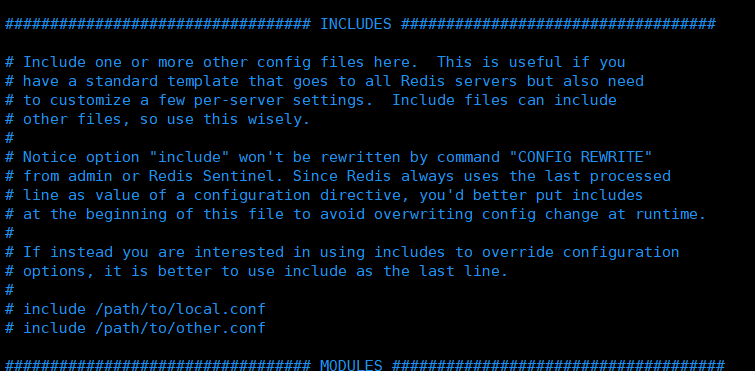 ################################## INCLUDES ###################################
# Include one or more other config files here.  This is useful if you
# have a standard template that goes to all Redis servers but also need
# to customize a few per-server settings.  Include files can include
# other files, so use this wisely.
#
# Notice option "include" won't be rewritten by command "CONFIG REWRITE"
# from admin or Redis Sentinel. Since Redis always uses the last processed
# line as value of a configuration directive, you'd better put includes
# at the beginning of this file to avoid overwriting config change at runtime.
#
# If instead you are interested in using includes to override configuration
# options, it is better to use include as the last line.
#
# include /path/to/local.conf
# include /path/to/other.conf
################################## MODULES #####################################